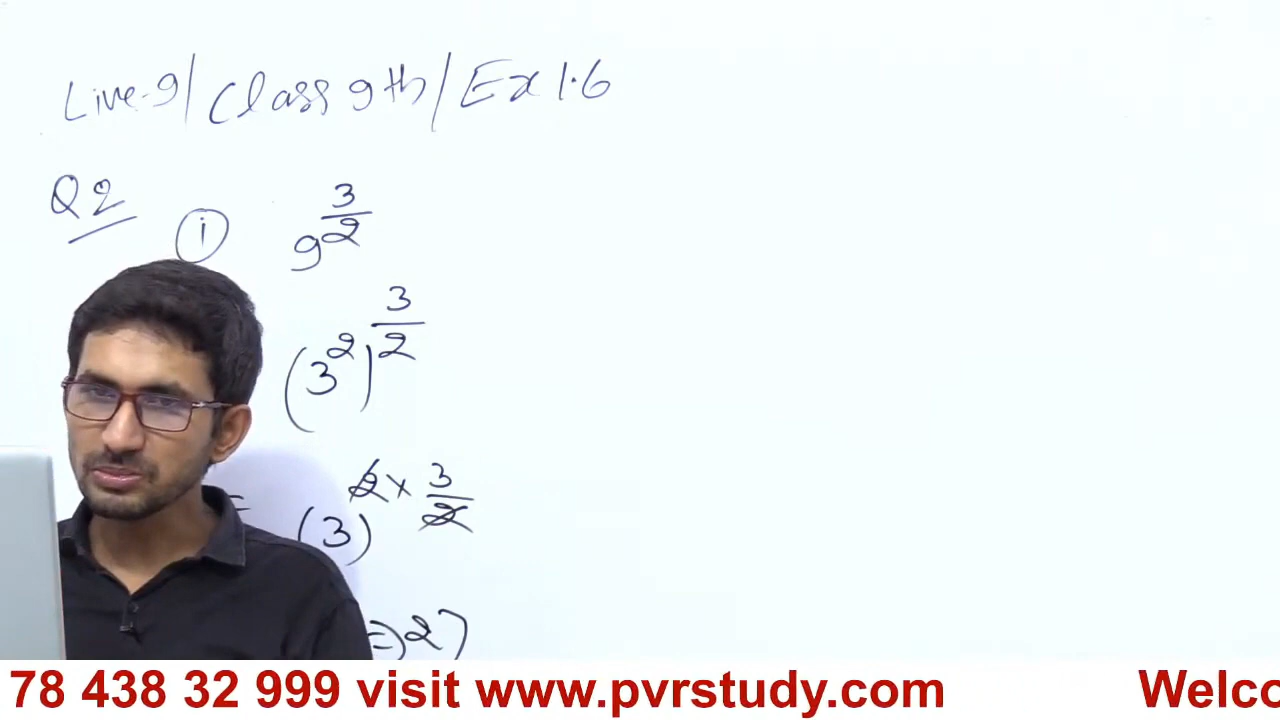 Live-9/ Class 9th/ Ex 1.6
Q2
(i) 9^(3/2)
(3^2)^(3/2)
= (3)^(2×3/2)
=) 27
78 438 32 999 visit www.pvrstudy.com Welco